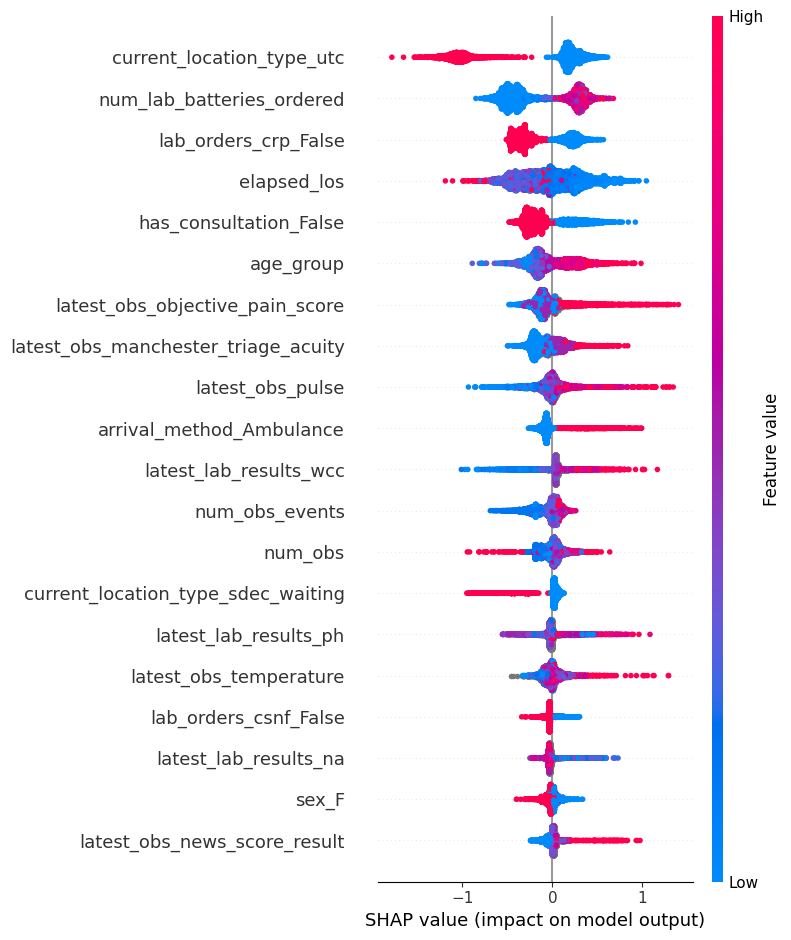 High
current_location_type_utc
num_lab_batteries_ordered
lab_orders_crp_False
elapsed_los
has_consultation_False
age_group
latest_obs_objective_pain_score
latest_obs_manchester_triage_acuity
latest_obs_pulse
arrival_method_Ambulance
latest_lab_results_wcc
num_obs_events
num_obs
current_location_type_sdec_waiting
latest_lab_results_ph
latest_obs_temperature
lab_orders_csnf_False
latest_lab_results_na
sex_F
latest_obs_news_score_result
Feature value
Low
−1 0 1
SHAP value (impact on model output)